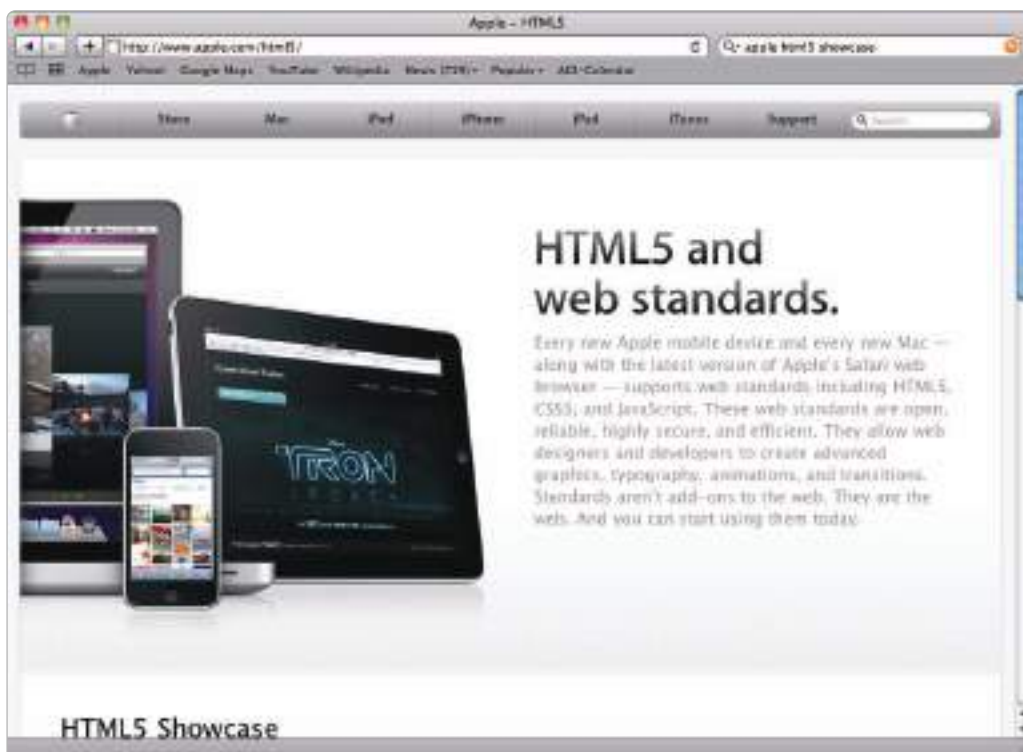 Apple – HTML5
http://www.apple.com/html5/
apple html5 showcase
Apple Yahoo! Google Maps YouTube Wikipedia News Popular
Store Mac iPod iPhone iPad iTunes Support Search
HTML5 and
web standards.
Every new Apple mobile device and every new Mac —
along with the latest version of Apple's Safari web
browser — supports web standards including HTML5,
CSS3, and JavaScript. These web standards are open,
reliable, highly secure, and efficient. They allow web
designers and developers to create advanced
graphics, typography, animations, and transitions.
Standards aren't add-ons to the web. They are the
web. And you can start using them today.
TRON
HTML5 Showcase